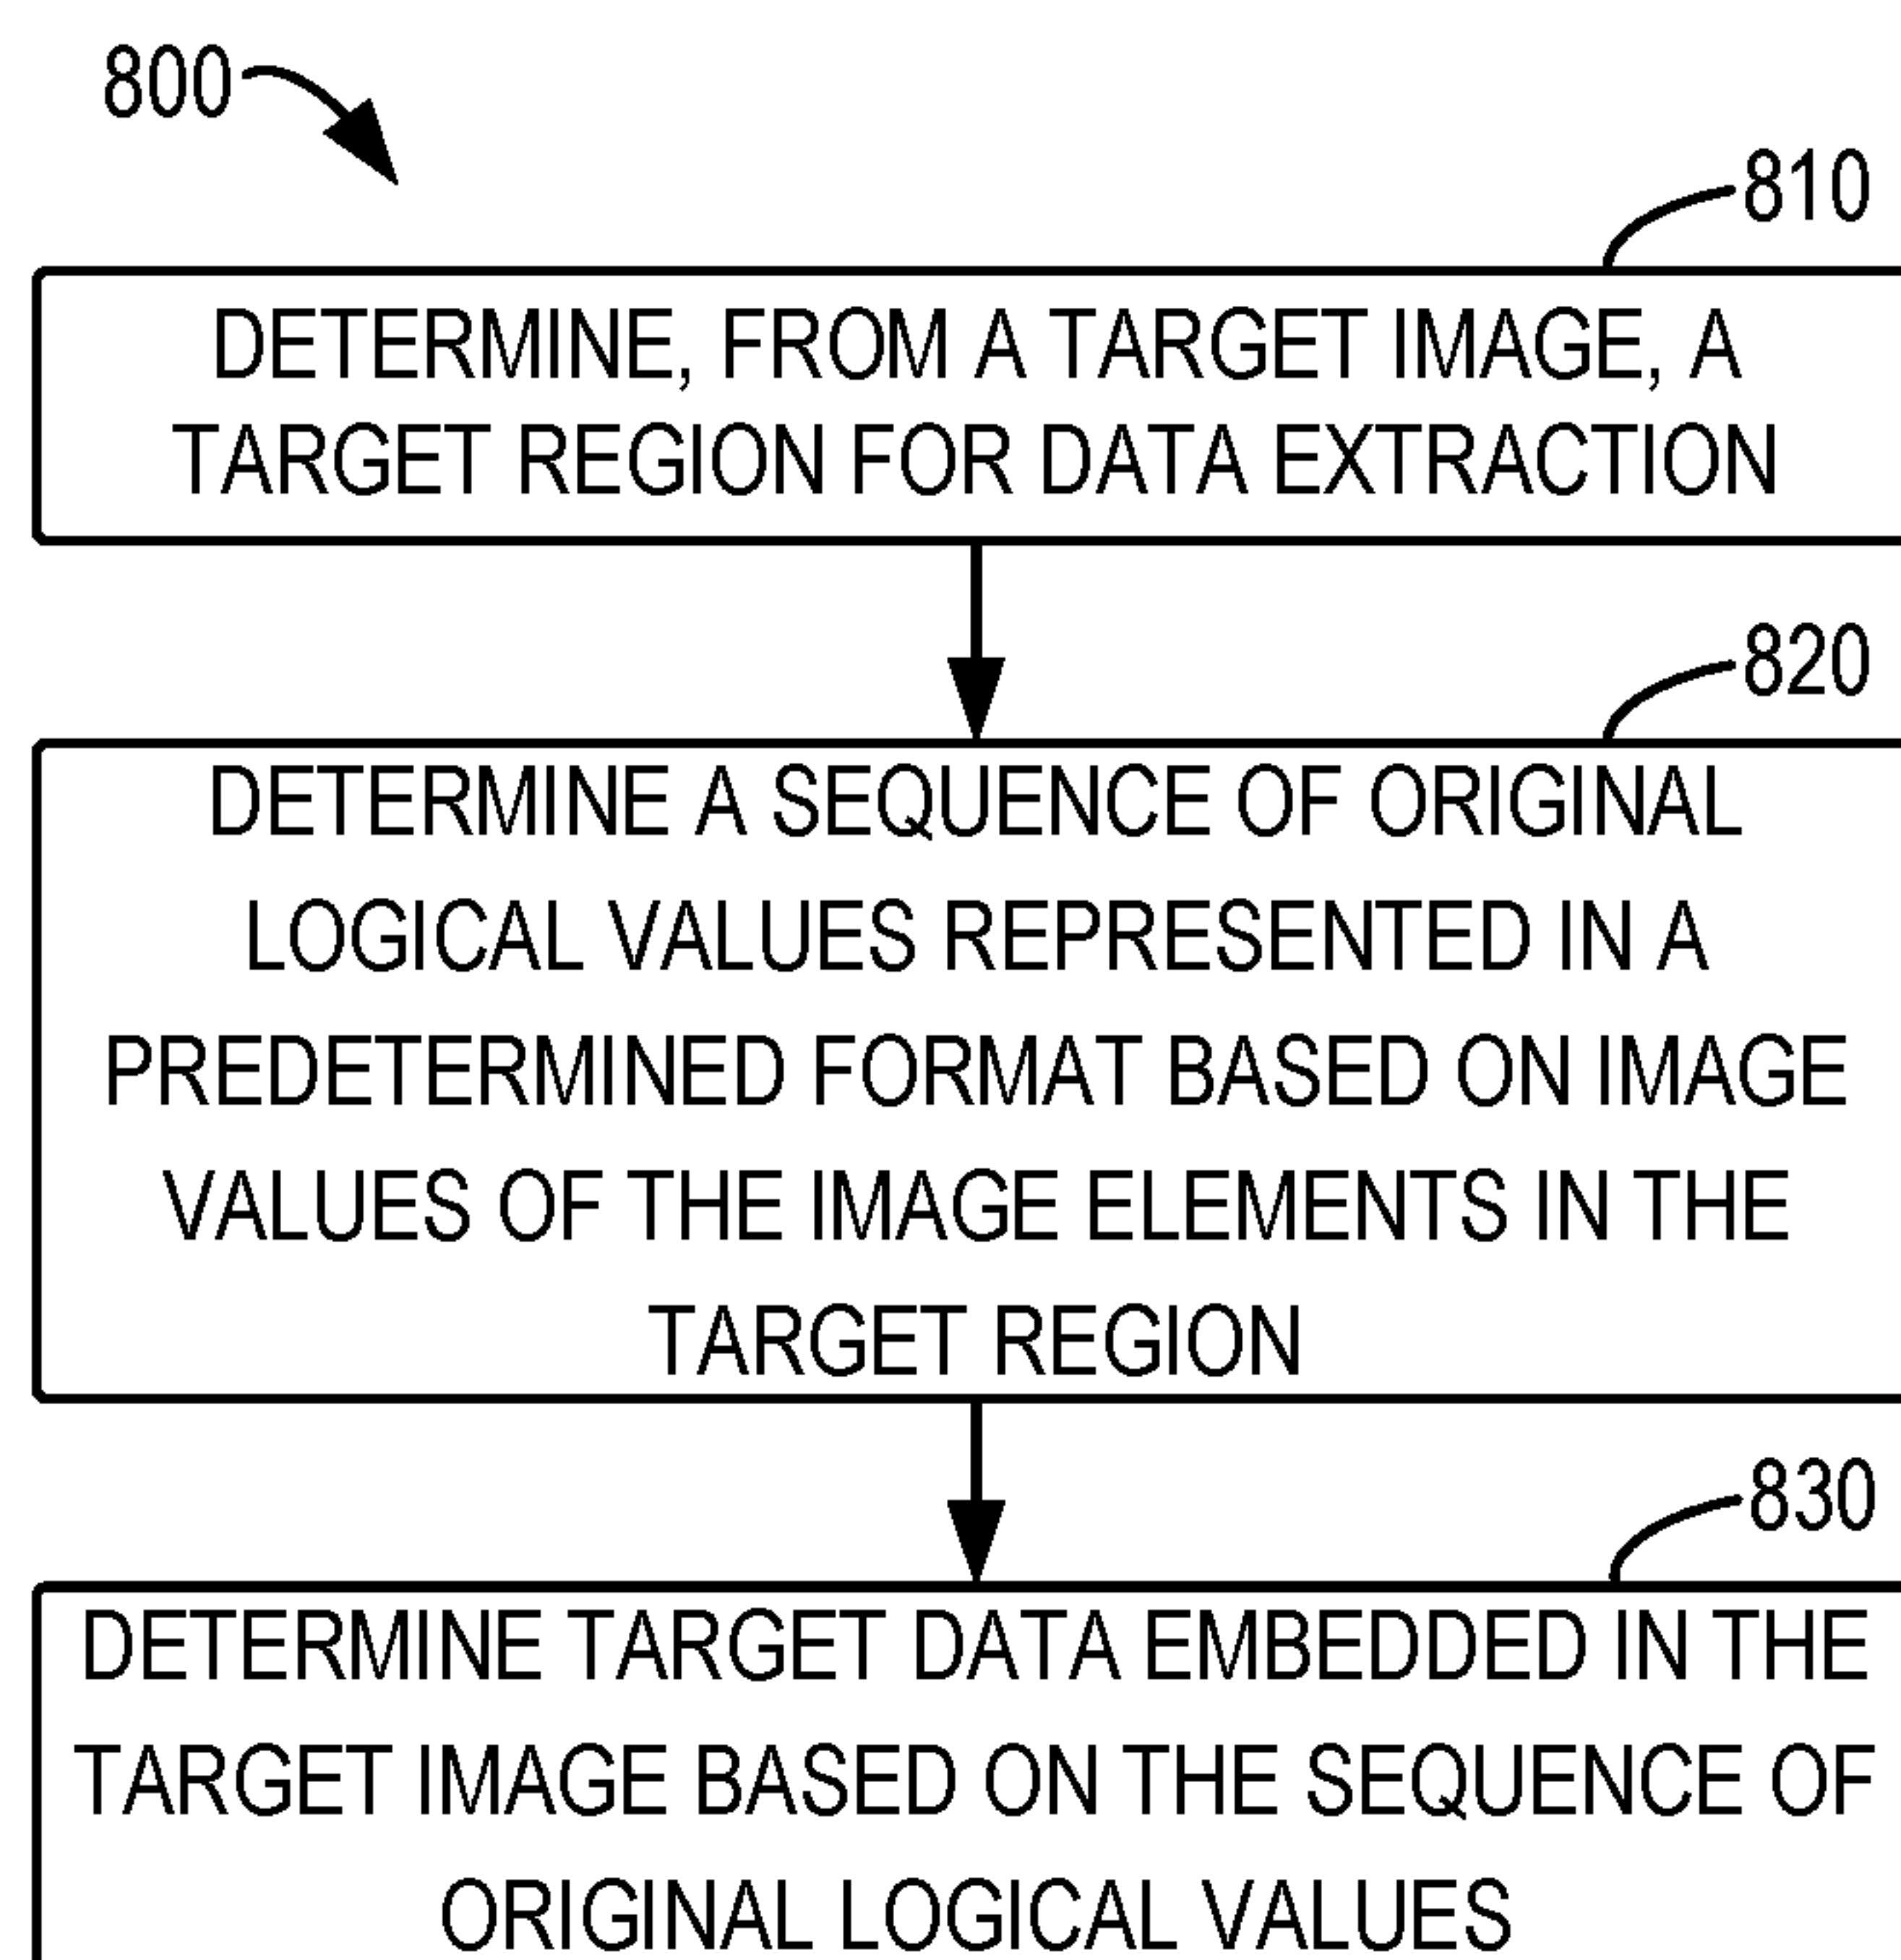 800
810
DETERMINE, FROM A TARGET IMAGE, A
TARGET REGION FOR DATA EXTRACTION
820
DETERMINE A SEQUENCE OF ORIGINAL
LOGICAL VALUES REPRESENTED IN A
PREDETERMINED FORMAT BASED ON IMAGE
VALUES OF THE IMAGE ELEMENTS IN THE
TARGET REGION
830
DETERMINE TARGET DATA EMBEDDED IN THE
TARGET IMAGE BASED ON THE SEQUENCE OF
ORIGINAL LOGICAL VALUES